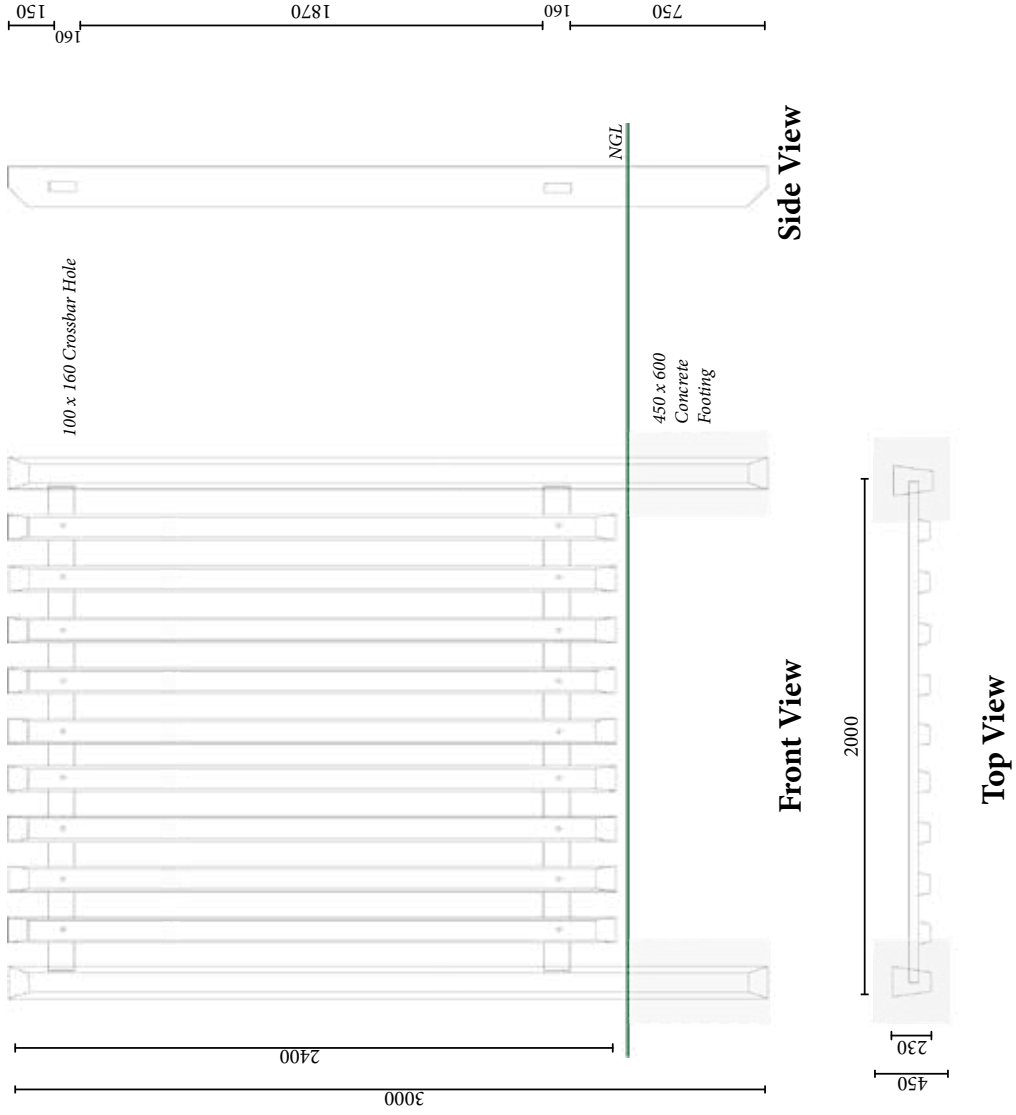 150
160
1870
160
750
NGL
Side View
100 x 160 Crossbar Hole
450 x 600
Concrete
Footing
Front View
2000
Top View
2400
3000
230
450